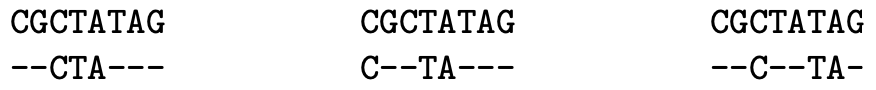 CGCTATAG CGCTATAG CGCTATAG
--CTA--- C--TA--- --C--TA-